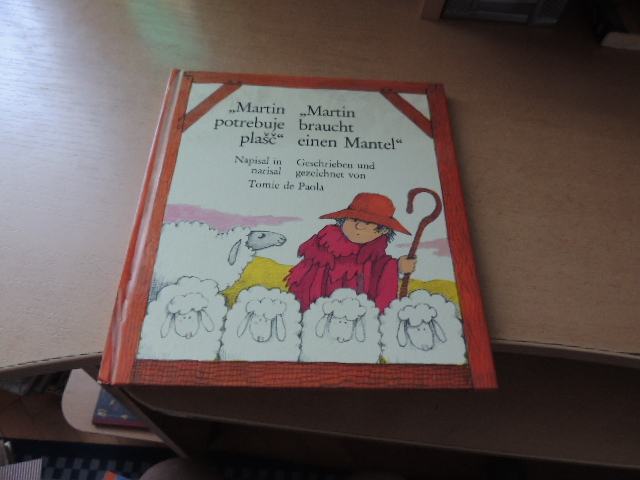 „Martin
potrebuje
plašč“
„Martin
braucht
einen Mantel“
Napisal in
narisal
Geschrieben und
gezeichnet von
Tomie de Paola